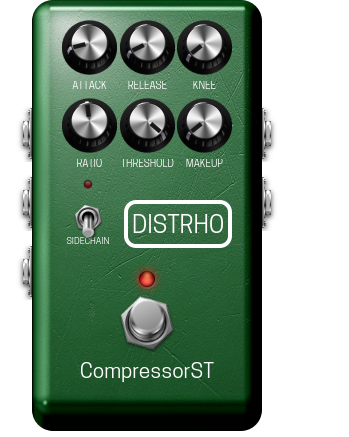 ATTACK RELEASE KNEE
RATIO THRESHOLD MAKEUP
SIDECHAIN
DISTRHO
CompressorST